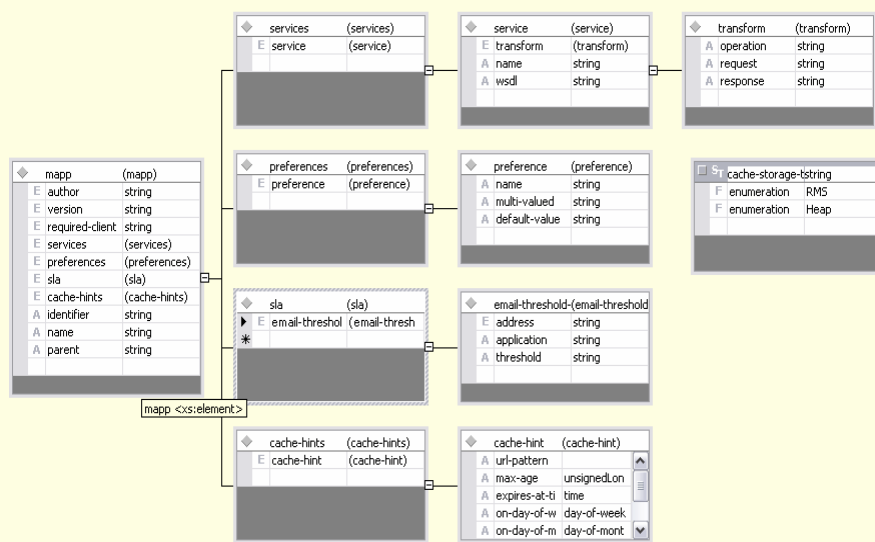 services (services)
E service (service)
service (service)
E transform (transform)
A name string
A wsdl string
transform (transform)
A operation string
A request string
A response string
mapp (mapp)
E author string
E version string
E required-client string
E services (services)
E preferences (preferences)
E sla (sla)
E cache-hints (cache-hints)
A identifier string
A name string
A parent string
mapp <xs:element>
preferences (preferences)
E preference (preference)
preference (preference)
A name string
A multi-valued string
A default-value string
ST cache-storage-t string
F enumeration RMS
F enumeration Heap
sla (sla)
E email-threshol (email-thresh
email-threshold- (email-threshold
E address string
A application string
A threshold string
cache-hints (cache-hints)
E cache-hint (cache-hint)
cache-hint (cache-hint)
A url-pattern
A max-age unsignedLon
A expires-at-ti time
A on-day-of-w day-of-week
A on-day-of-m day-of-mont